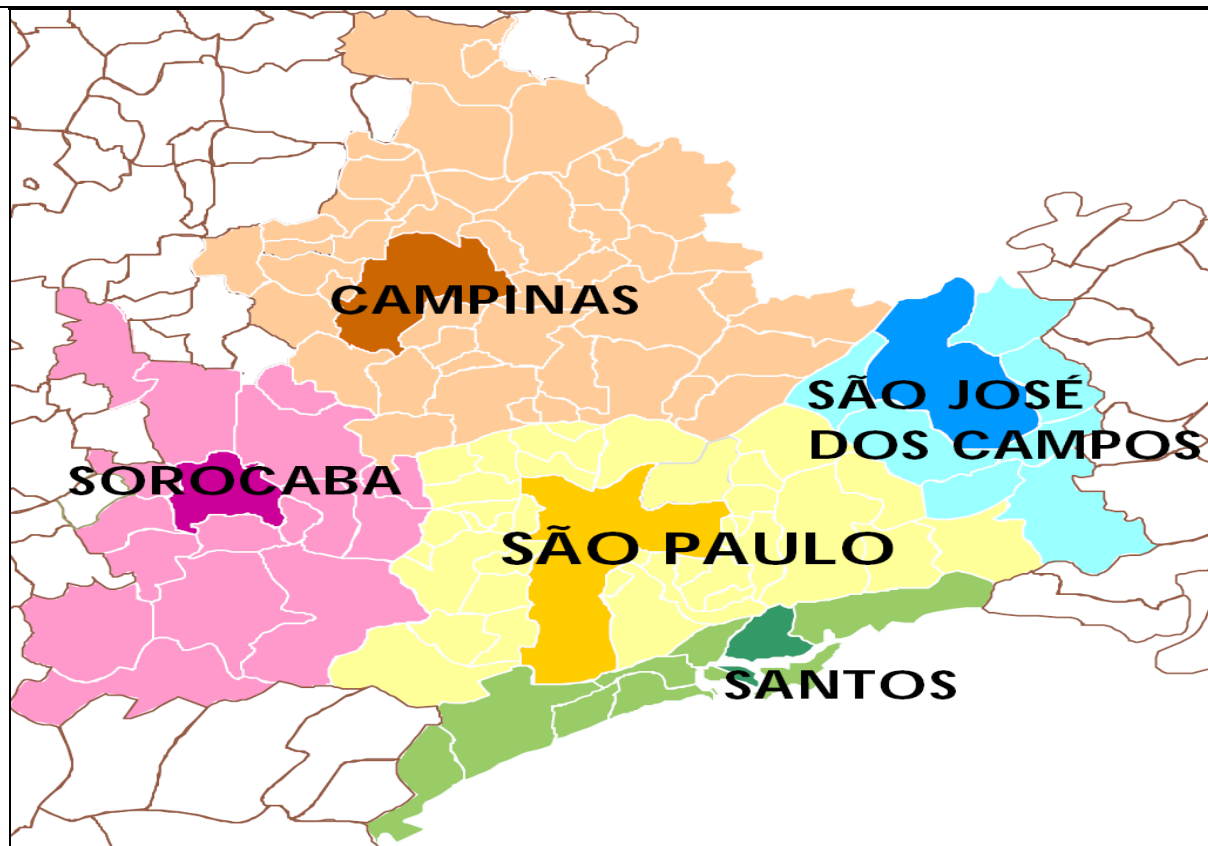 CAMPINAS
SÃO JOSÉ
DOS CAMPOS
SOROCABA
SÃO PAULO
SANTOS